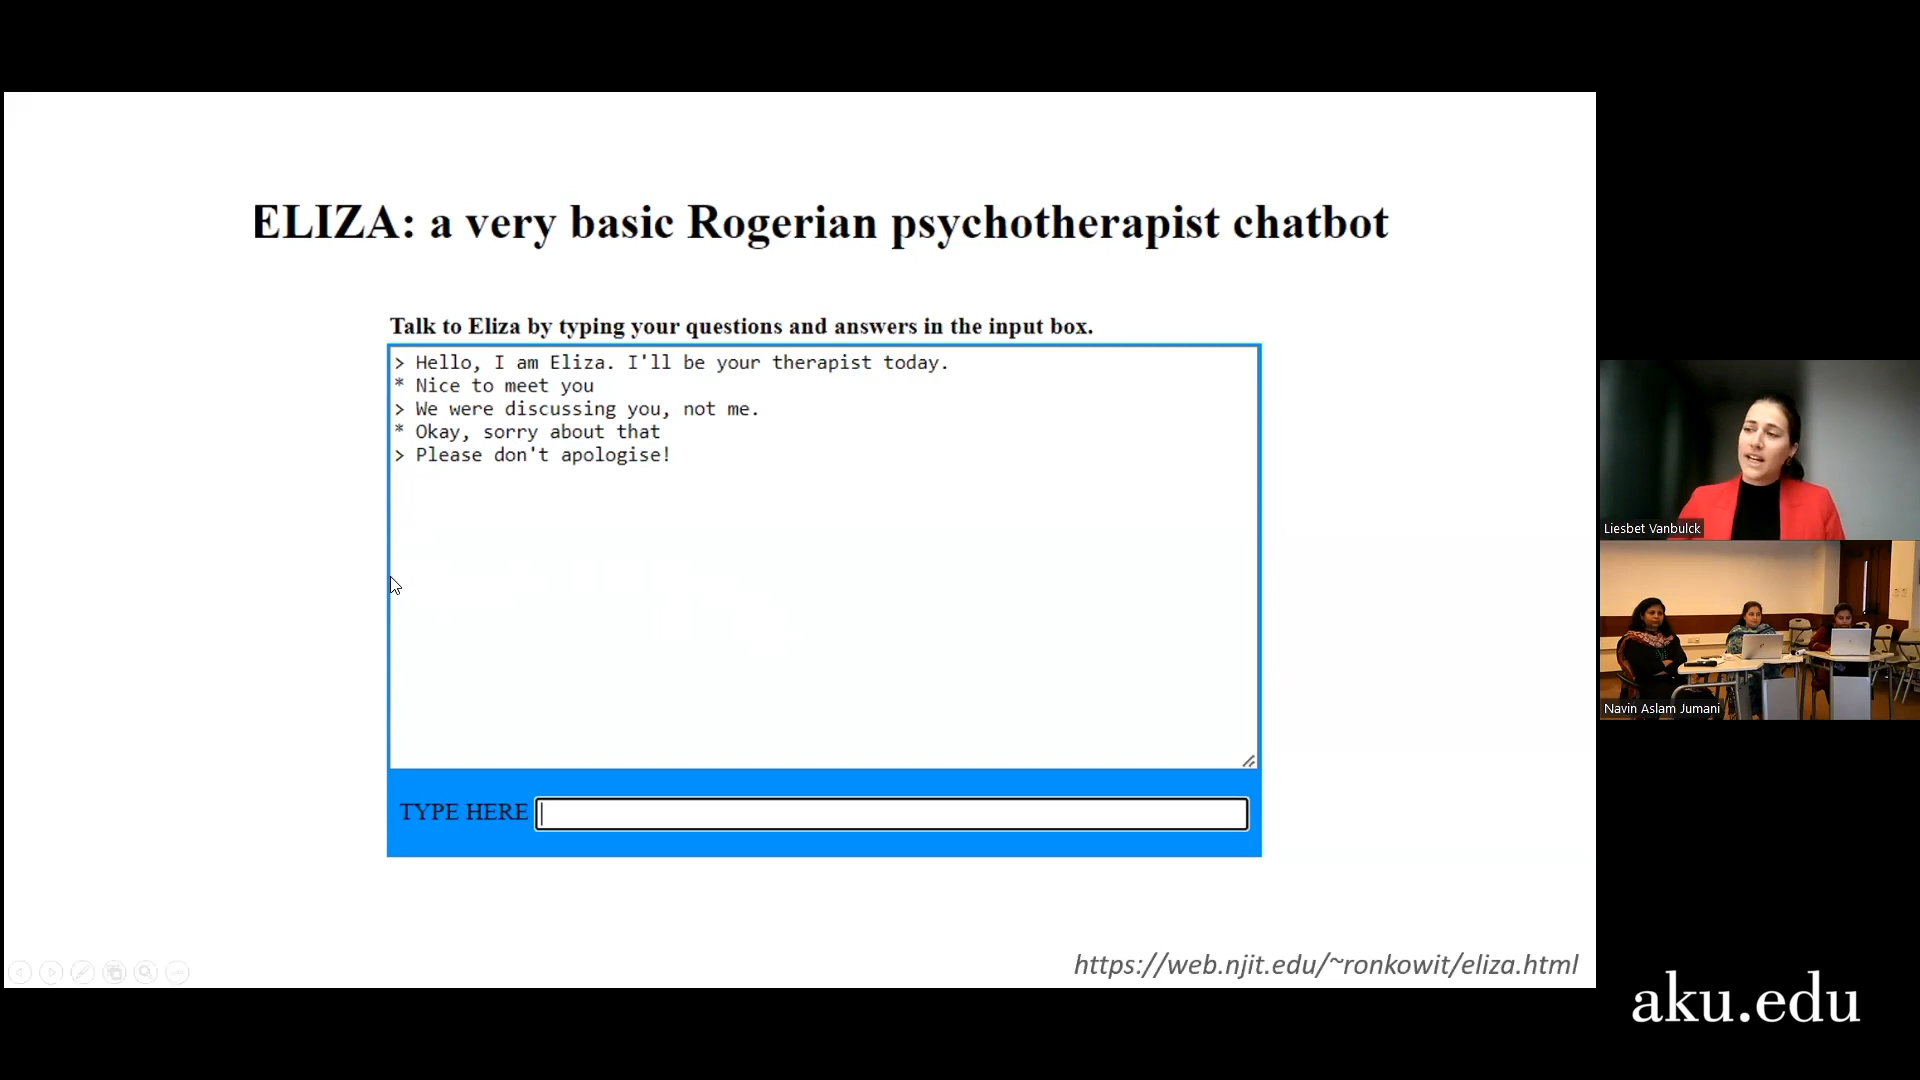 ELIZA: a very basic Rogerian psychotherapist chatbot
Talk to Eliza by typing your questions and answers in the input box.
> Hello, I am Eliza. I'll be your therapist today.
* Nice to meet you
> We were discussing you, not me.
* Okay, sorry about that
> Please don't apologise!
TYPE HERE
https://web.njit.edu/~ronkowit/eliza.html
Liesbet Vanbulck
Navin Aslam Jumani
aku.edu